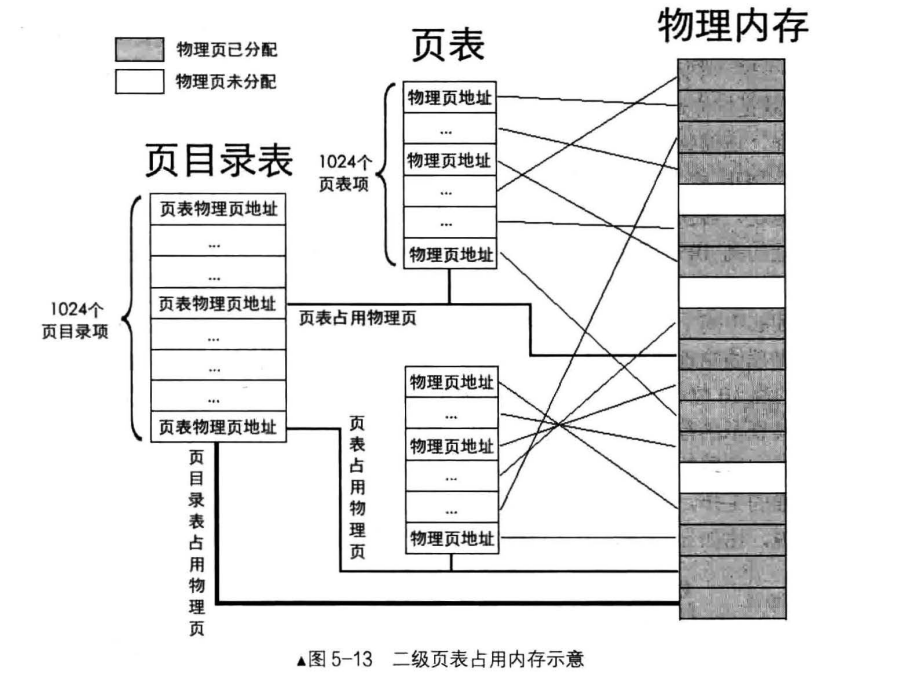 物理页已分配
物理页未分配
页表
物理内存
页目录表
1024个
页表项
物理页地址
...
物理页地址
...
...
物理页地址
1024个
页目录项
页表物理页地址
...
...
页表物理页地址
...
...
...
页表物理页地址
页表占用物理页
物理页地址
...
物理页地址
...
...
物理页地址
页表占用物理页
页目录表占用物理页
▲图 5-13 二级页表占用内存示意